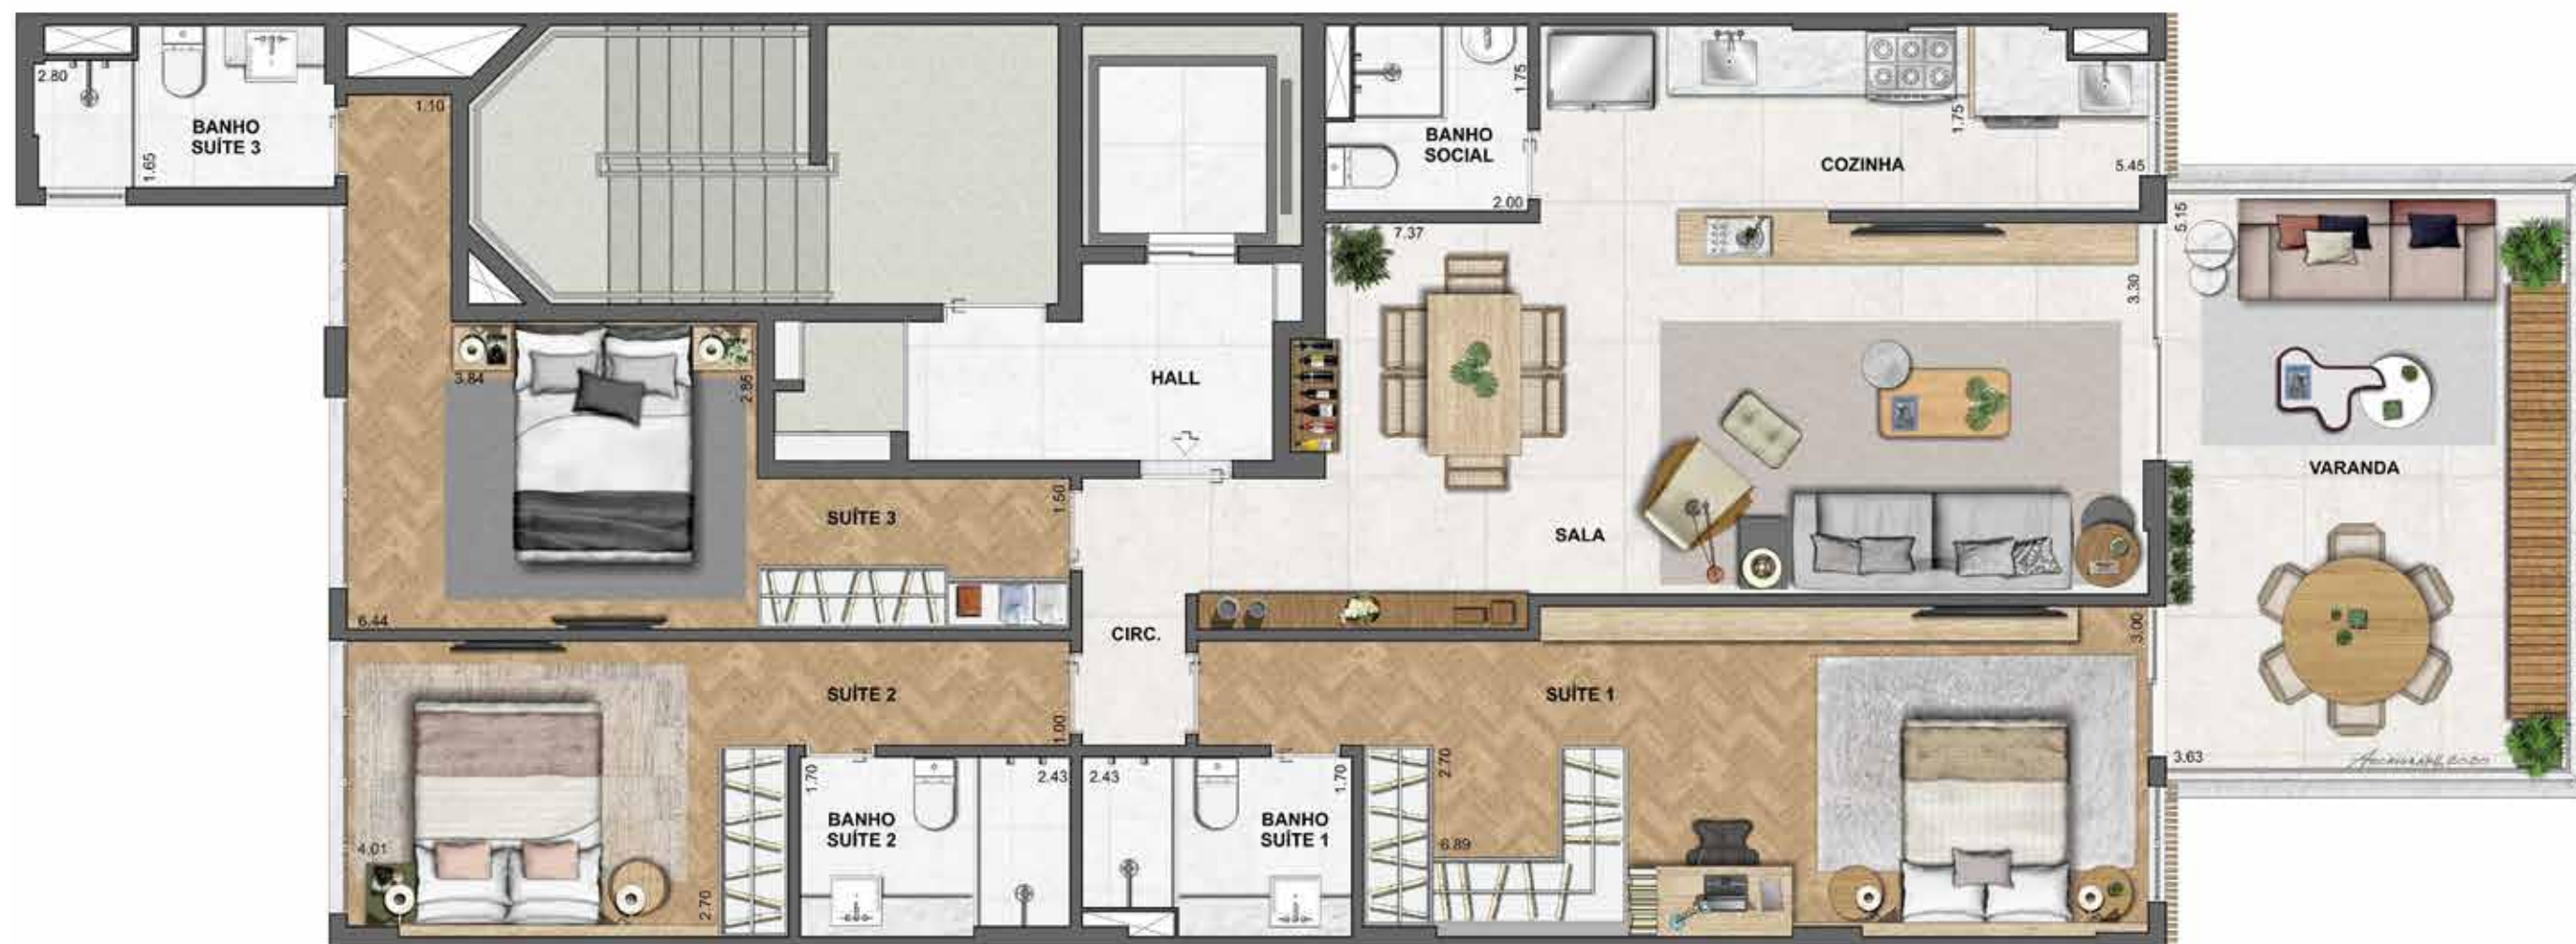 2.80
BANHO
SUÍTE 3
1.65
1.10
1.75
BANHO
SOCIAL
2.00
COZINHA
1.75
5.45
5.15
7.37
3.30
HALL
3.84
2.85
VARANDA
SUÍTE 3
1.50
SALA
6.44
CIRC.
3.00
SUÍTE 2
1.00
SUÍTE 1
3.63
1.70
2.43
2.43
1.70
2.70
BANHO
SUÍTE 2
BANHO
SUÍTE 1
4.01
6.89
2.70